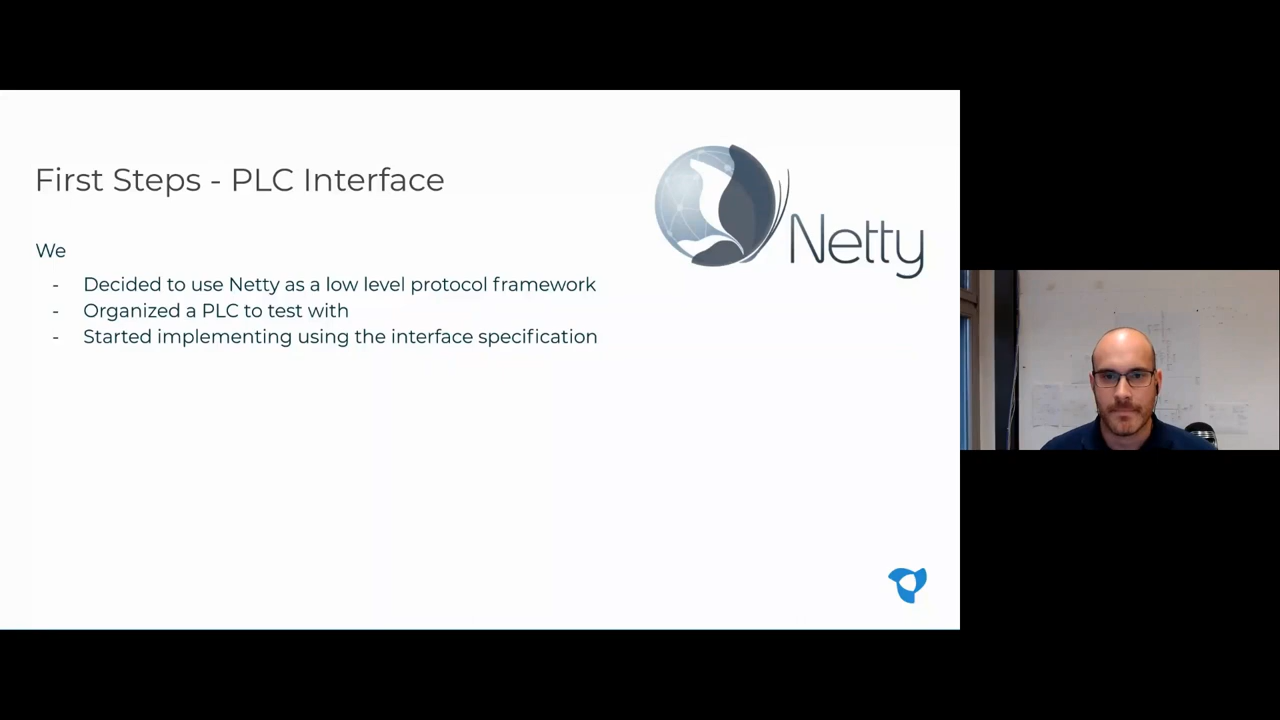 First Steps - PLC Interface
Netty
We
- Decided to use Netty as a low level protocol framework
- Organized a PLC to test with
- Started implementing using the interface specification